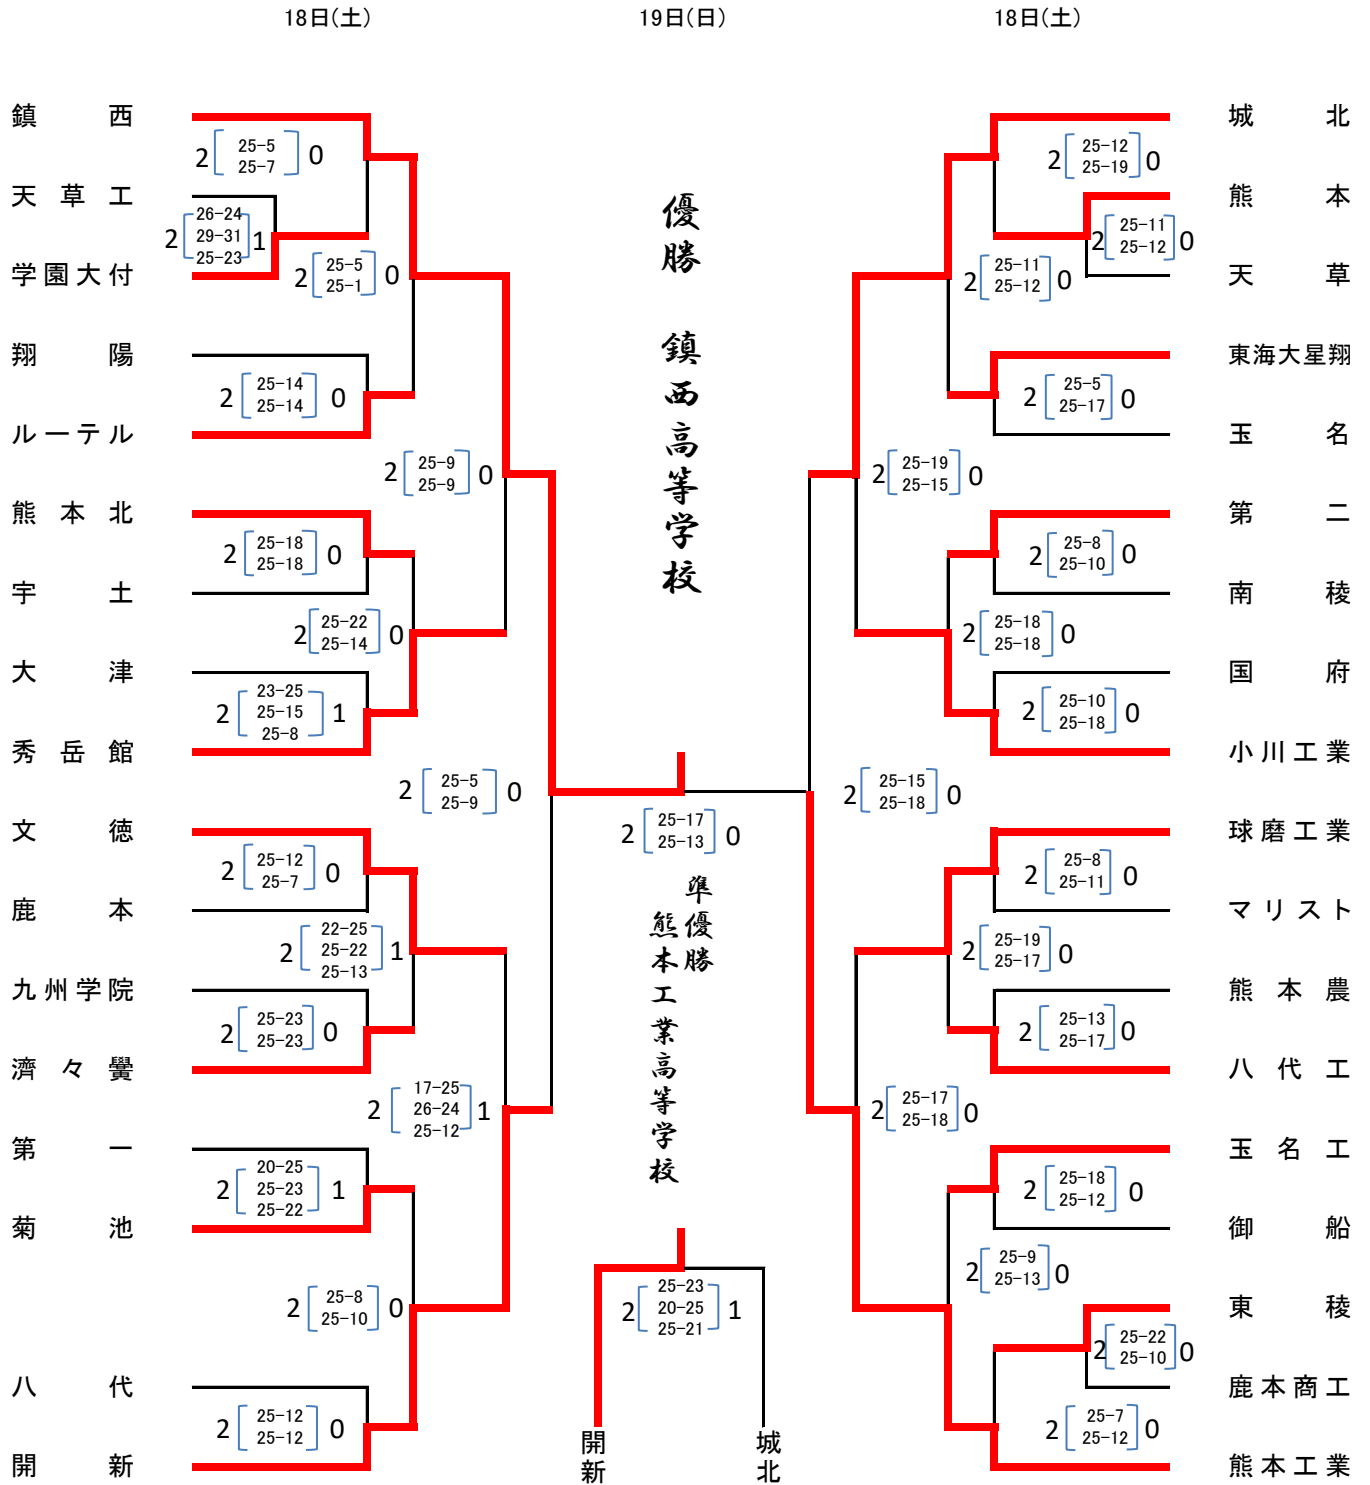 18日(土)
19日(日)
18日(土)
鎮西
2 25-5 0
25-7
天草工
2 26-24 1
29-31
25-23
学園大付
2 25-5 0
25-1
翔陽
2 25-14 0
25-14
ルーテル
2 25-9 0
25-9
熊本北
2 25-18 0
25-18
宇土
2 25-22 0
25-14
大津
2 23-25 1
25-15
25-8
秀岳館
2 25-5 0
25-9
文徳
2 25-12 0
25-7
鹿本
2 22-25 1
25-22
25-13
九州学院
2 25-23 0
25-23
濟々黌
2 17-25 1
26-24
25-12
第一
2 20-25 1
25-23
25-22
菊池
2 25-8 0
25-10
八代
2 25-12 0
25-12
開新
優勝 鎮西高等学校
2 25-17 0
25-13
準優勝
熊本工業高等学校
2 25-23 1
20-25
25-21
開新
城北
城北
2 25-12 0
25-19
熊本
2 25-11 0
25-12
天草
2 25-11 0
25-12
東海大星翔
2 25-5 0
25-17
玉名
2 25-19 0
25-15
第二
2 25-8 0
25-10
南稜
2 25-18 0
25-18
国府
2 25-10 0
25-18
小川工業
2 25-15 0
25-18
球磨工業
2 25-8 0
25-11
マリスト
2 25-19 0
25-17
熊本農
2 25-13 0
25-17
八代工
2 25-17 0
25-18
玉名工
2 25-18 0
25-12
御船
2 25-9 0
25-13
東稜
2 25-22 0
25-10
鹿本商工
2 25-7 0
25-12
熊本工業